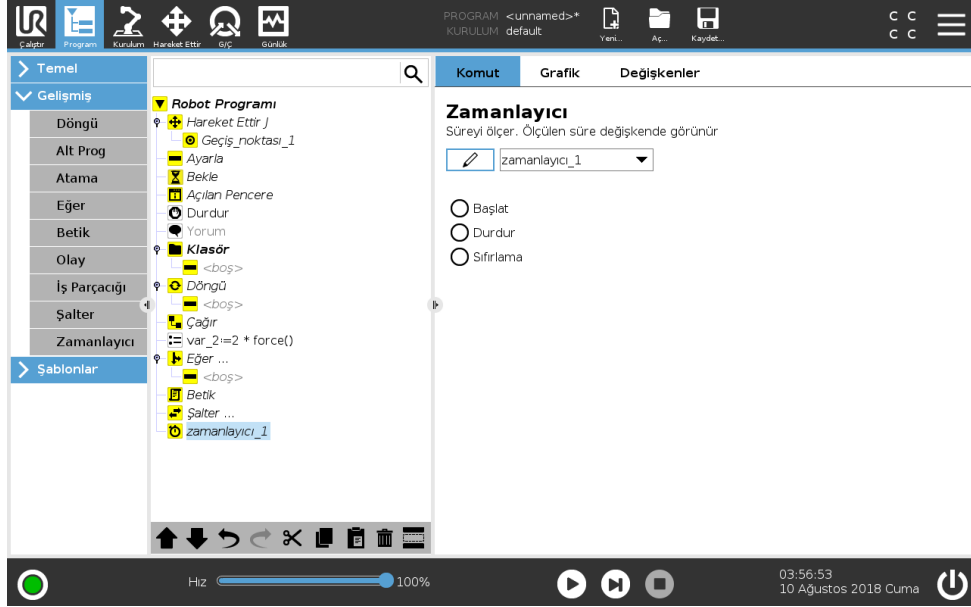 UR
PROGRAM <unnamed>*
KURULUM default
C C
C C
Çalıştır Program Kurulum Hareket Ettir G/Ç Günlük Yeni... Aç... Kaydet...
Temel
Gelişmiş
Döngü
Alt Prog
Atama
Eğer
Betik
Olay
İş Parçacığı
Şalter
Zamanlayıcı
Şablonlar
Robot Programı
Hareket Ettir J
Geçiş_noktası_1
Ayarla
Bekle
Açılan Pencere
Durdur
Yorum
Klasör
<boş>
Döngü
<boş>
Çağır
var_2:=2 * force()
Eğer ...
<boş>
Betik
Şalter ...
zamanlayıcı_1
Komut Grafik Değişkenler
Zamanlayıcı
Süreyi ölçer. Ölçülen süre değişkende görünür
zamanlayıcı_1
Başlat
Durdur
Sıfırlama
Hız 100%
03:56:53
10 Ağustos 2018 Cuma